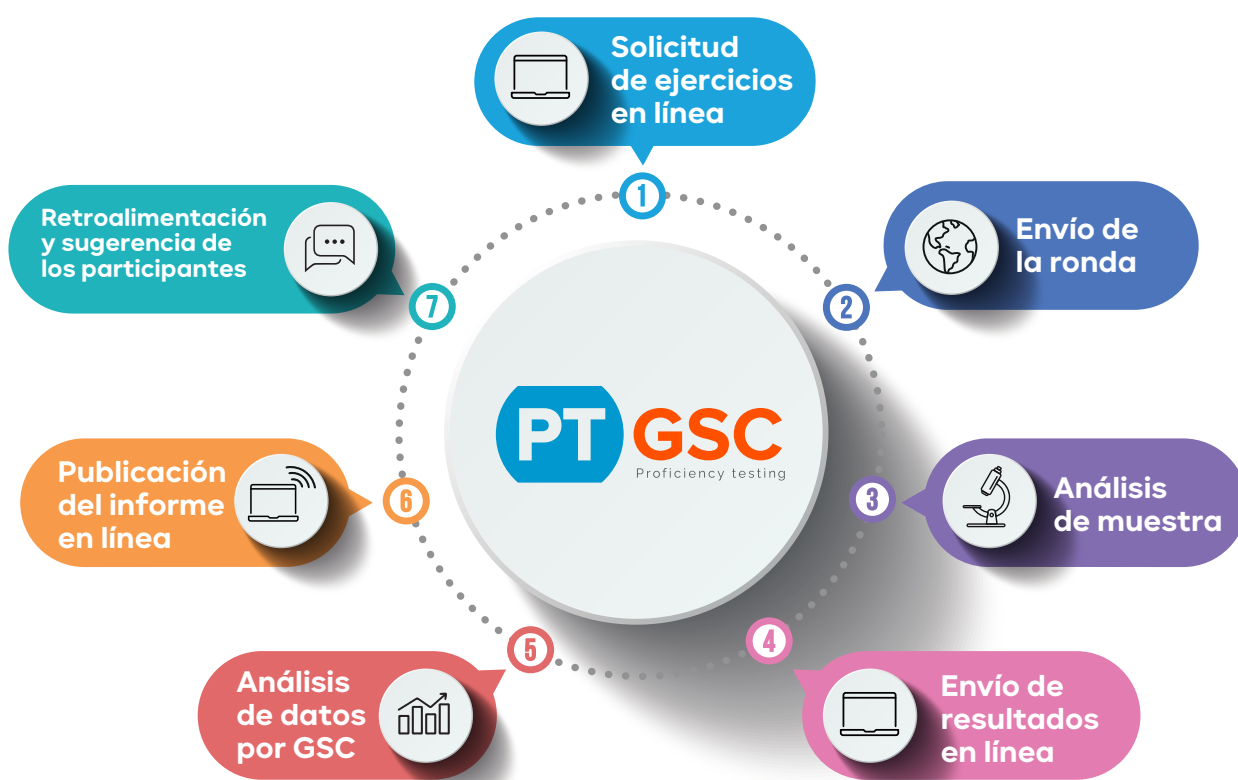 Solicitud
de ejercicios
en línea
1
Envío de
la ronda
2
Análisis
de muestra
3
Envío de
resultados
en línea
4
Análisis
de datos
por GSC
5
Publicación
del informe
en línea
6
Retroalimentación
y sugerencia de
los participantes
7
PT GSC
Proficiency testing